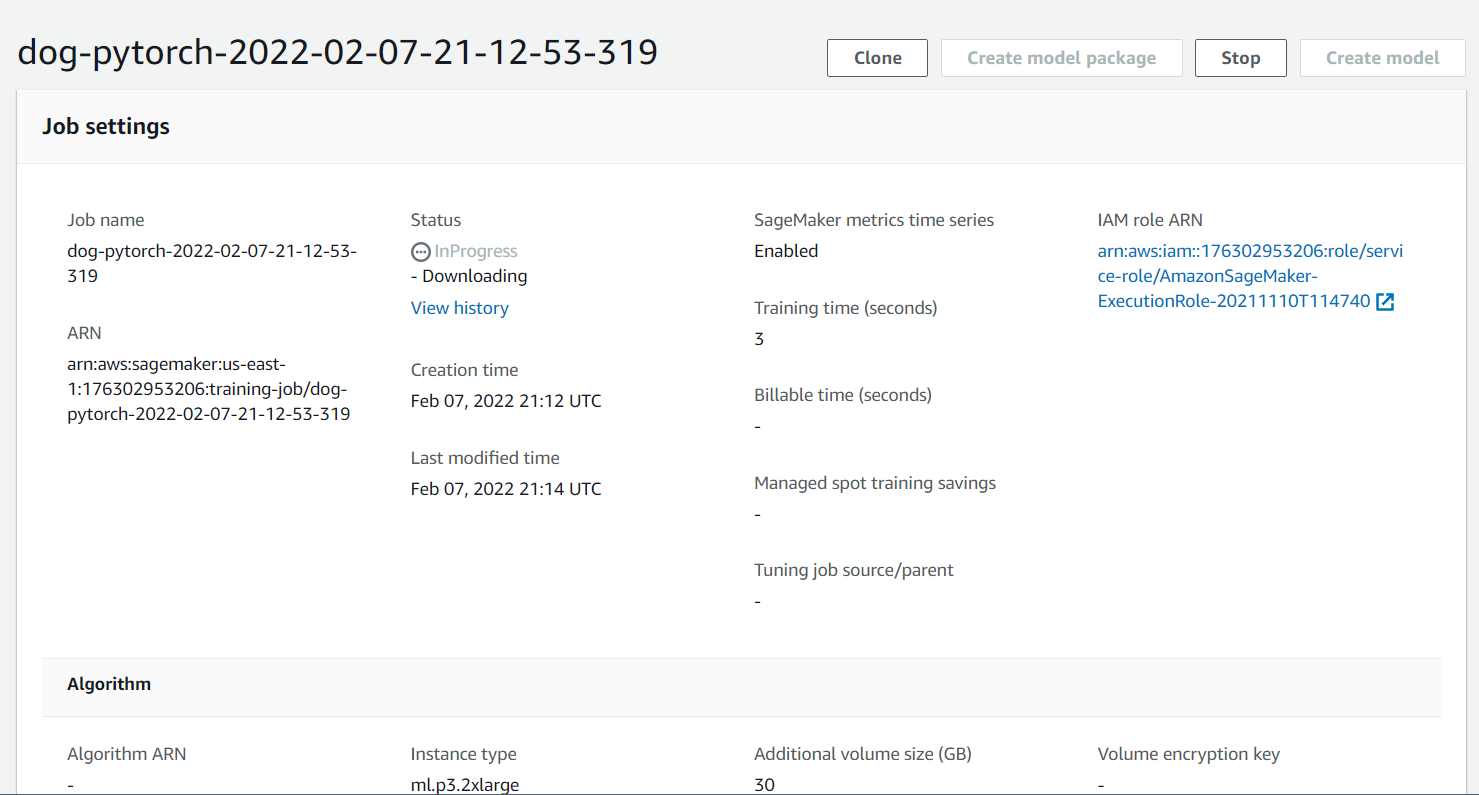 dog-pytorch-2022-02-07-21-12-53-319
Clone
Create model package
Stop
Create model
Job settings
Job name
dog-pytorch-2022-02-07-21-12-53-
319
ARN
arn:aws:sagemaker:us-east-
1:176302953206:training-job/dog-
pytorch-2022-02-07-21-12-53-319
Status
InProgress
- Downloading
View history
Creation time
Feb 07, 2022 21:12 UTC
Last modified time
Feb 07, 2022 21:14 UTC
SageMaker metrics time series
Enabled
Training time (seconds)
3
Billable time (seconds)
-
Managed spot training savings
-
Tuning job source/parent
-
IAM role ARN
arn:aws:iam::176302953206:role/servi
ce-role/AmazonSageMaker-
ExecutionRole-20211110T114740
Algorithm
Algorithm ARN
-
Instance type
ml.p3.2xlarge
Additional volume size (GB)
30
Volume encryption key
-